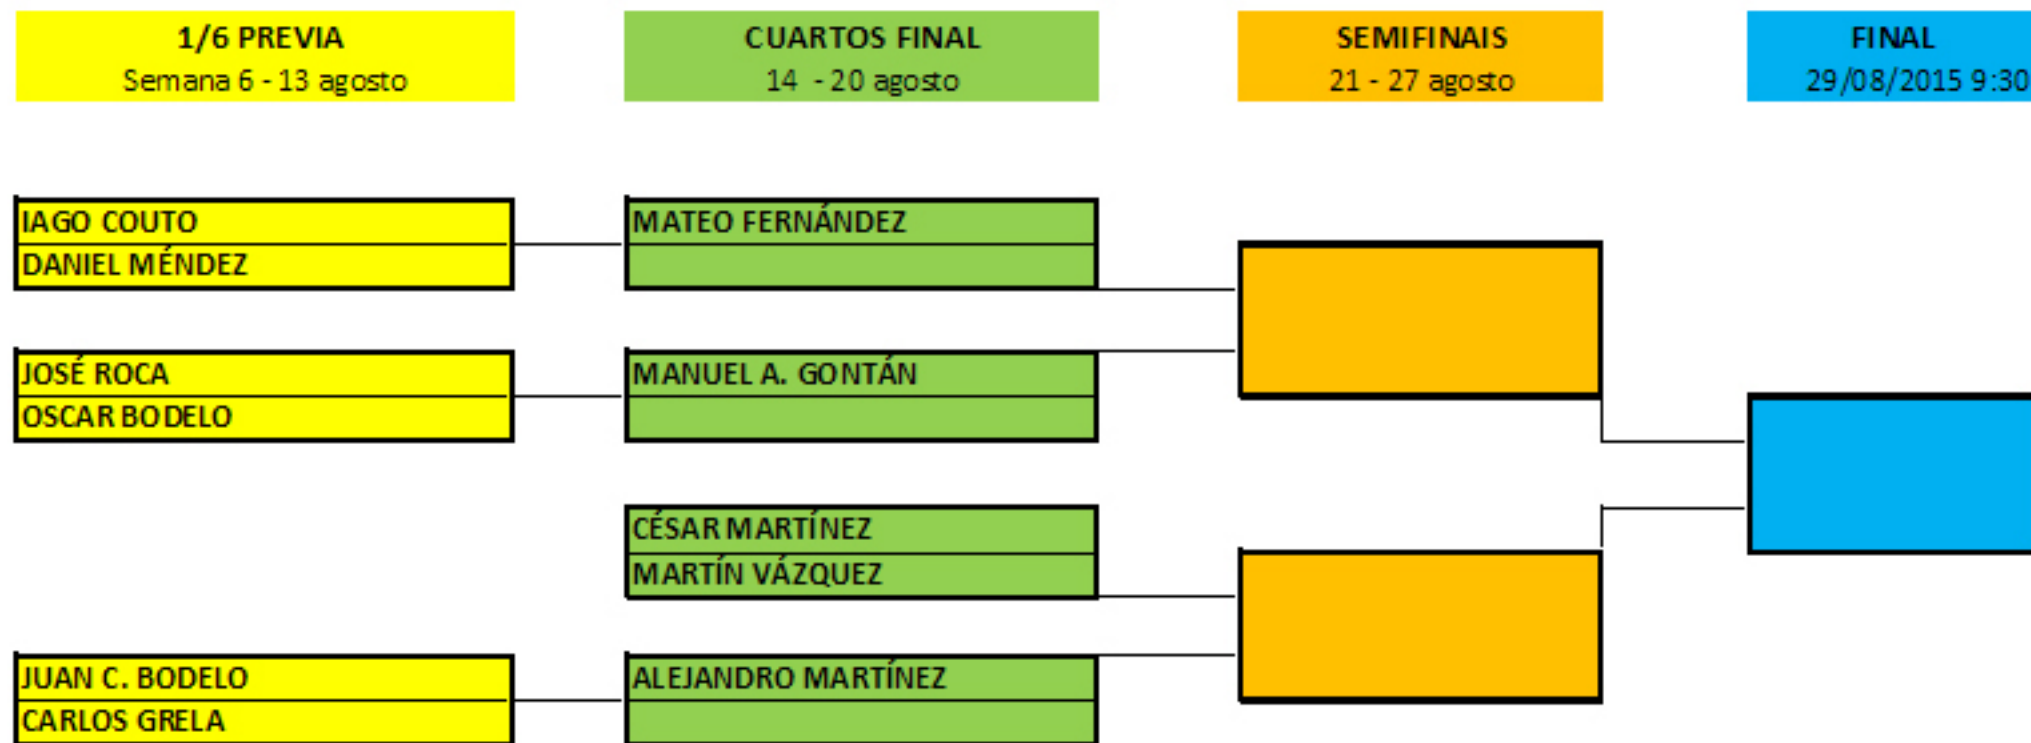 1/6 PREVIA
Semana 6 - 13 agosto
CUARTOS FINAL
14 - 20 agosto
SEMIFINAIS
21 - 27 agosto
FINAL
29/08/2015 9:30
IAGO COUTO
DANIEL MÉNDEZ
MATEO FERNÁNDEZ
JOSÉ ROCA
OSCAR BODELO
MANUEL A. GONTÁN
CÉSAR MARTÍNEZ
MARTÍN VÁZQUEZ
JUAN C. BODELO
CARLOS GRELA
ALEJANDRO MARTÍNEZ